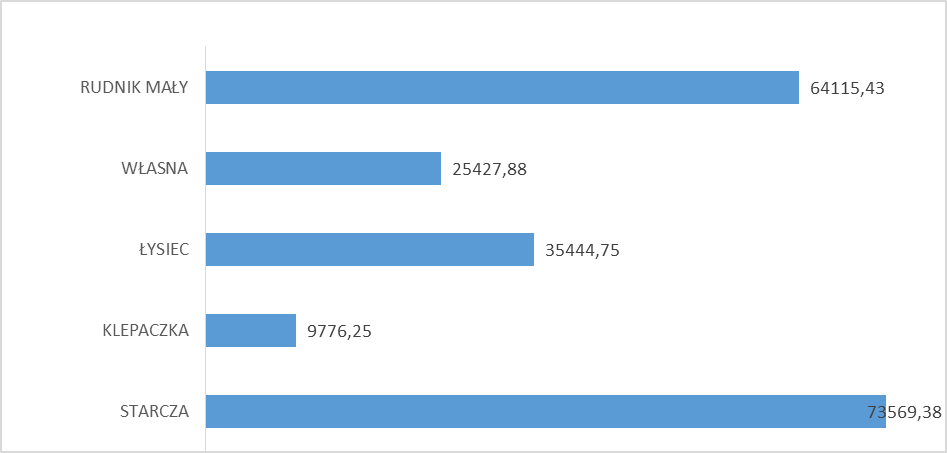 RUDNIK MAŁY 64115,43
WŁASNA 25427,88
ŁYSIEC 35444,75
KLEPACZKA 9776,25
STARCZA 73569,38